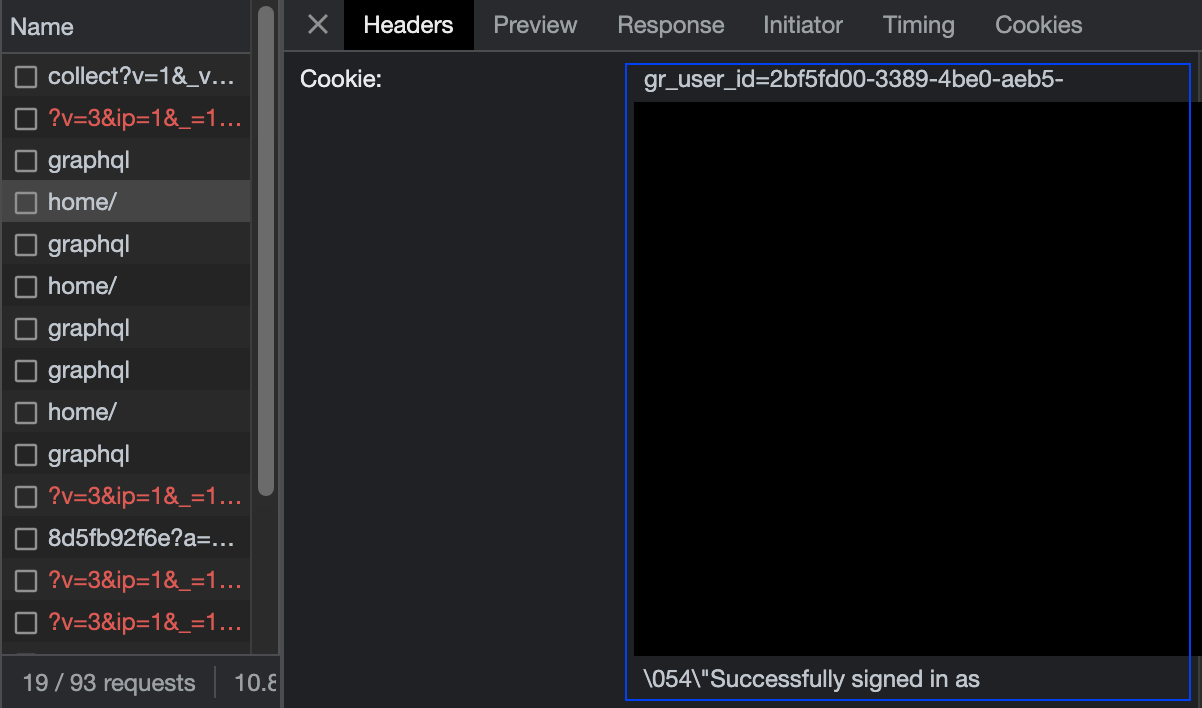 Name
collect?v=1&_v...
?v=3&ip=1&_=1...
graphql
home/
graphql
home/
graphql
graphql
home/
graphql
?v=3&ip=1&_=1...
8d5fb92f6e?a=...
?v=3&ip=1&_=1...
?v=3&ip=1&_=1...
19 / 93 requests
10.8
Headers Preview Response Initiator Timing Cookies
Cookie: gr_user_id=2bf5fd00-3389-4be0-aeb5-
\054\"Successfully signed in as